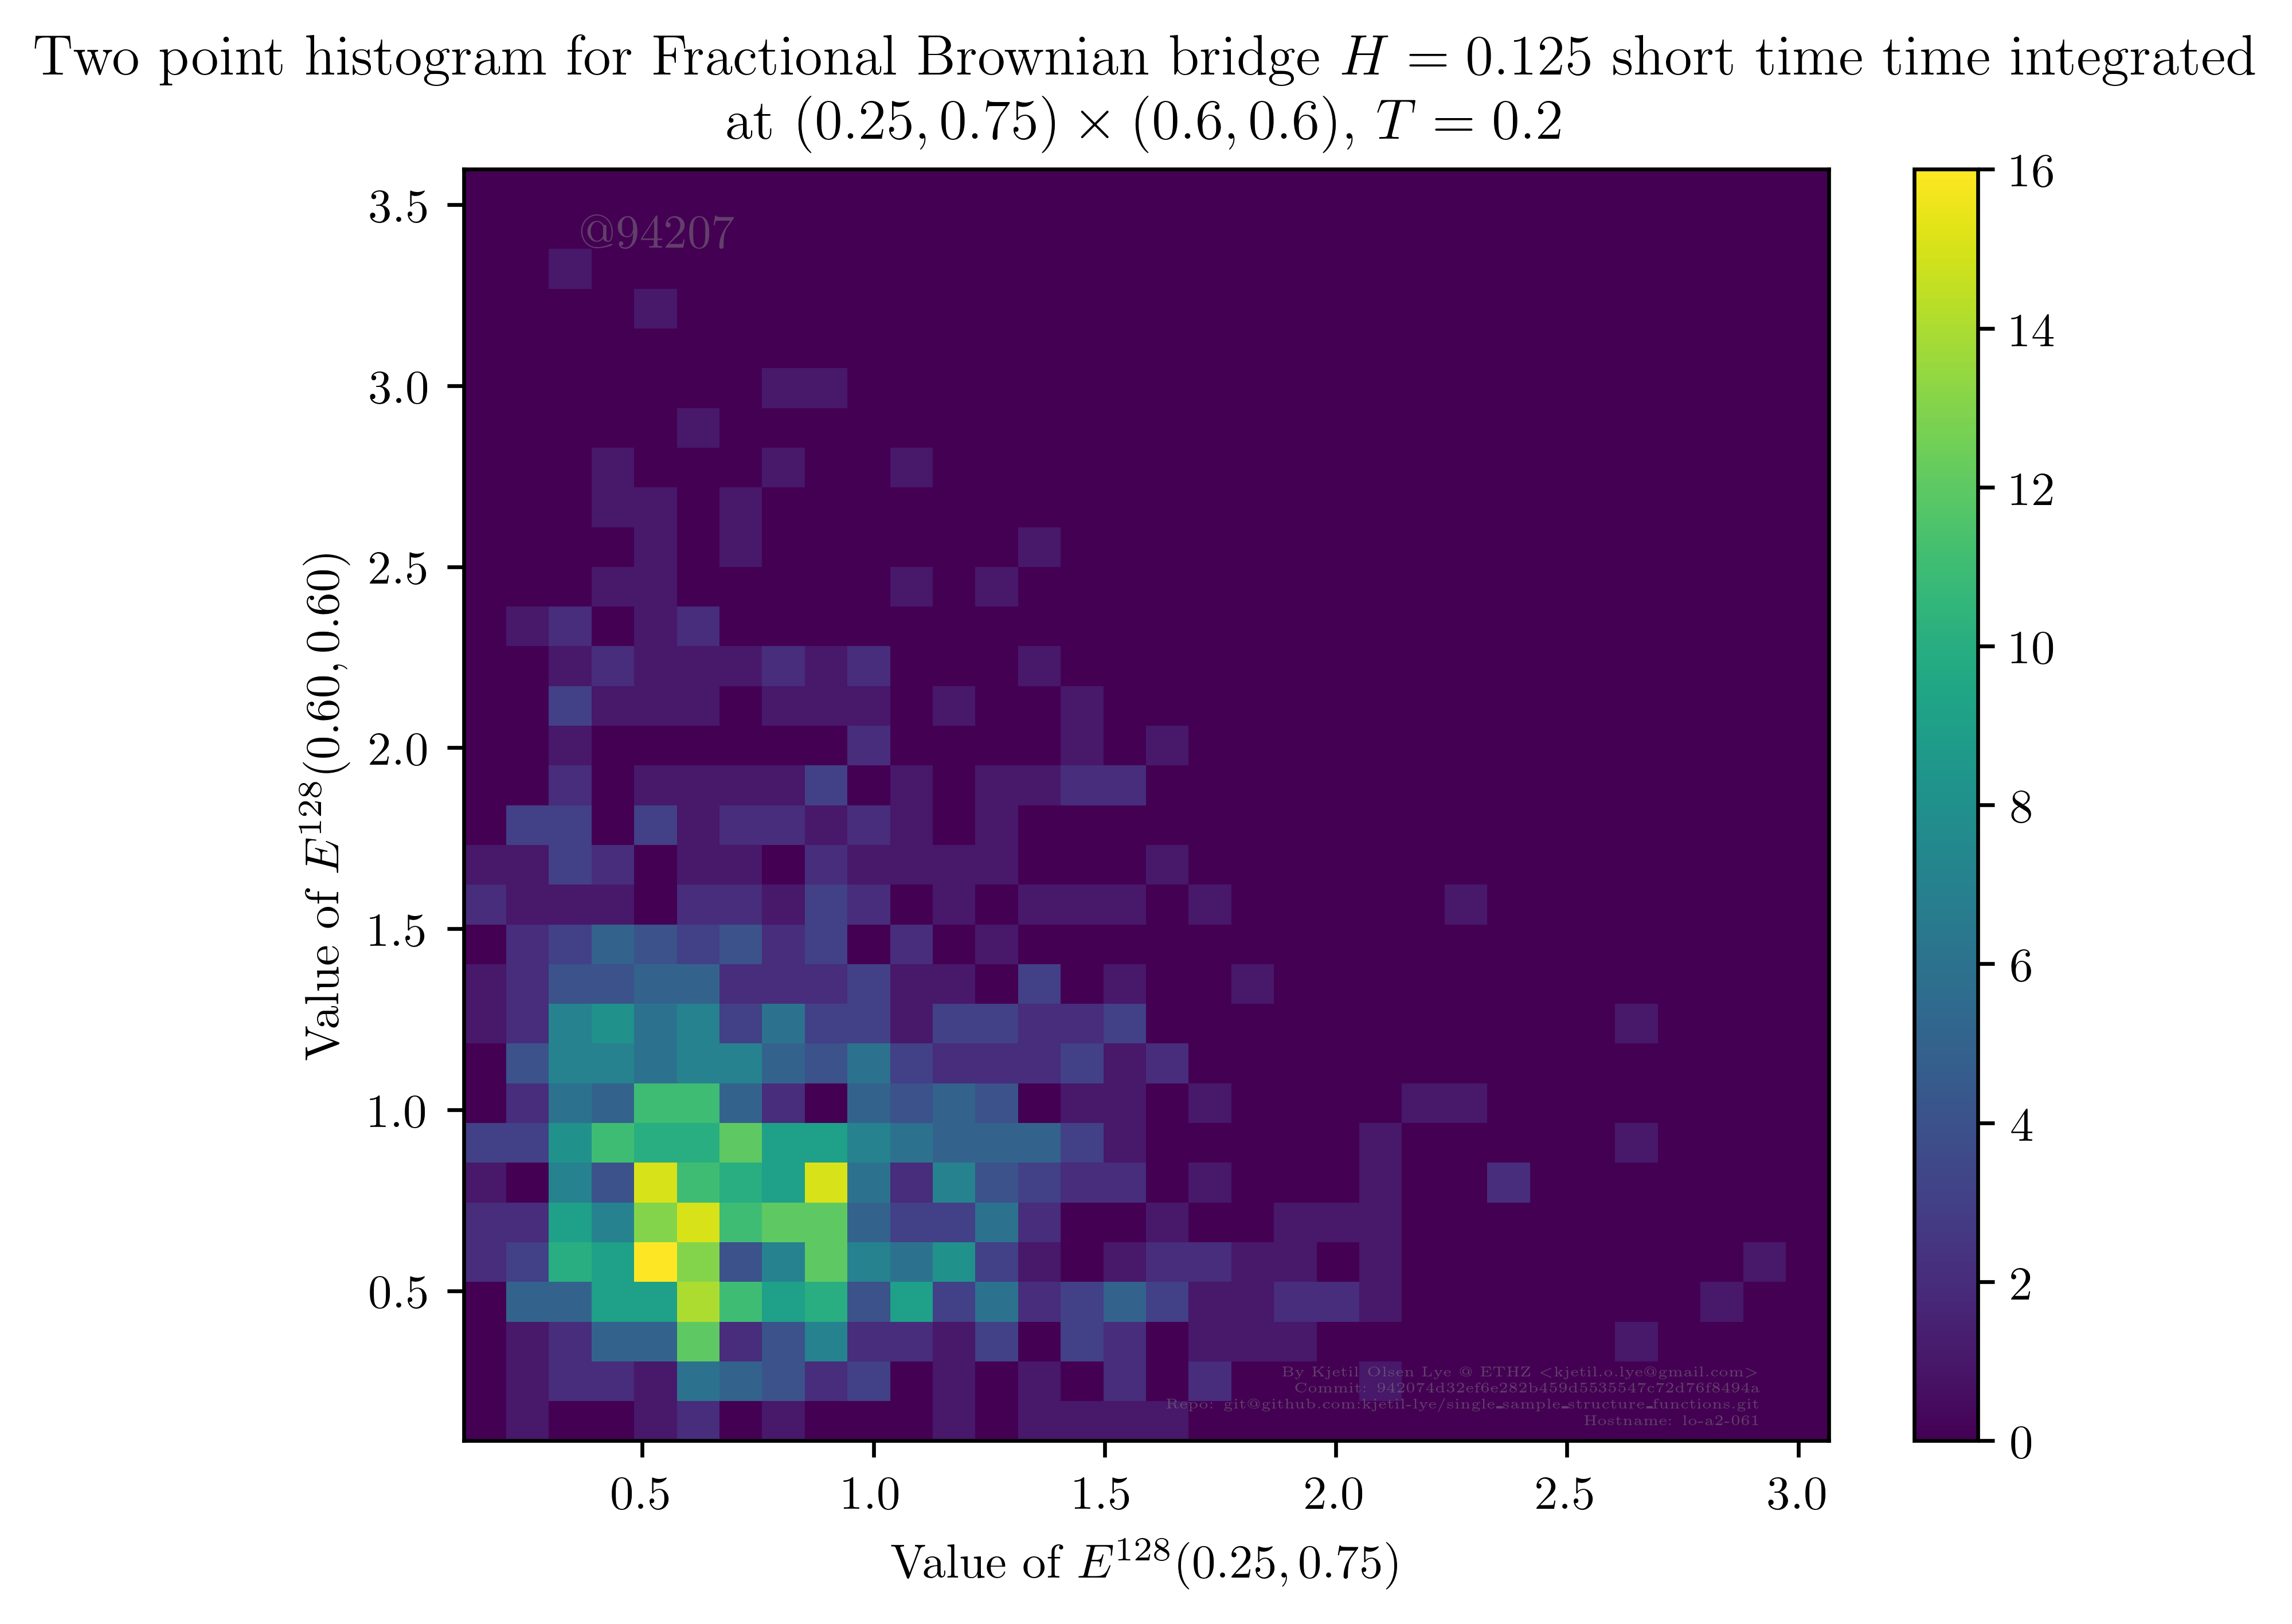 Two point histogram for Fractional Brownian bridge H = 0.125 short time time integrated
at (0.25, 0.75) × (0.6, 0.6), T = 0.2
@94207
3.5
3.0
2.5
2.0
1.5
1.0
0.5
Value of E^128(0.60, 0.60)
0.5 1.0 1.5 2.0 2.5 3.0
Value of E^128(0.25, 0.75)
16
14
12
10
8
6
4
2
0
By Kjetil Olsen Lye @ ETHZ <kjetil.o.lye@gmail.com>
Commit: 942074d32ef6e282b459d5535547c72d76f8494a
Repo: git@github.com:kjetil-lye/single_sample_structure_functions.git
Hostname: lo-a2-061